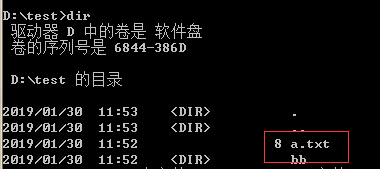 D:\test>dir
驱动器 D 中的卷是 软件盘
卷的序列号是 6844-386D
D:\test 的目录
2019/01/30 11:53 <DIR> .
2019/01/30 11:53 <DIR> ..
2019/01/30 11:52 8 a.txt
2019/01/30 11:52 <DIR> bb